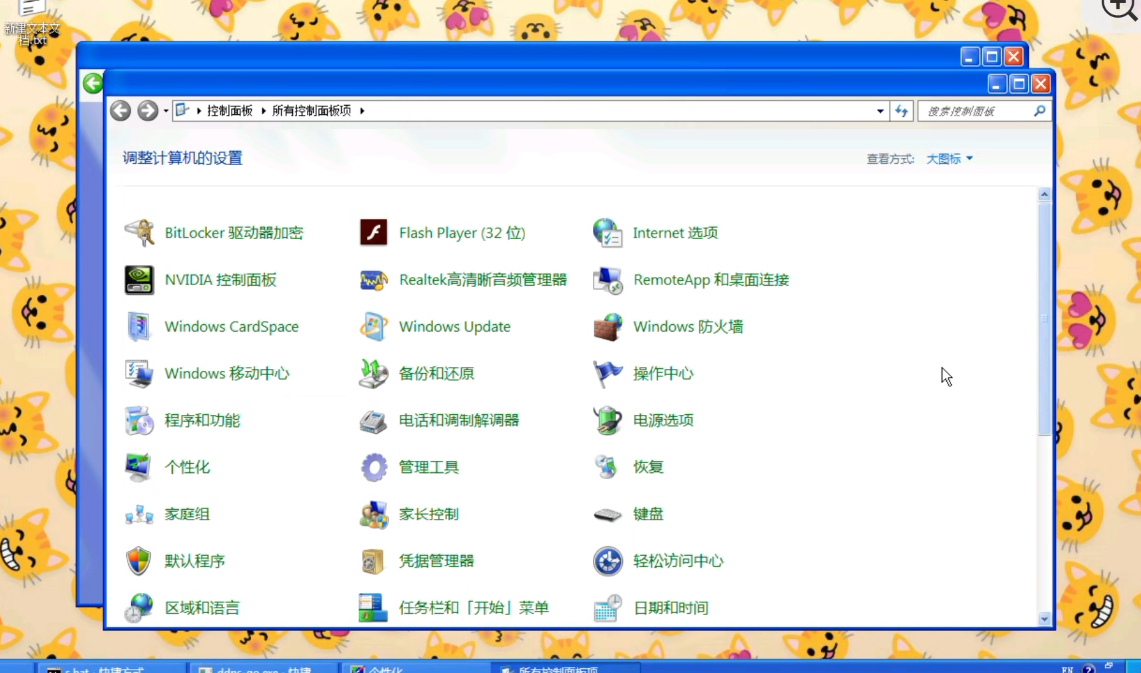 新建文本文
档.txt
控制面板 所有控制面板项
搜索控制面板
调整计算机的设置
查看方式: 大图标
BitLocker 驱动器加密
Flash Player (32 位)
Internet 选项
NVIDIA 控制面板
Realtek高清晰音频管理器
RemoteApp 和桌面连接
Windows CardSpace
Windows Update
Windows 防火墙
Windows 移动中心
备份和还原
操作中心
程序和功能
电话和调制解调器
电源选项
个性化
管理工具
恢复
家庭组
家长控制
键盘
默认程序
凭据管理器
轻松访问中心
区域和语言
任务栏和「开始」菜单
日期和时间
s.bat - 快捷方式
ddns-go.exe - 快捷
个性化
所有控制面板项
EN